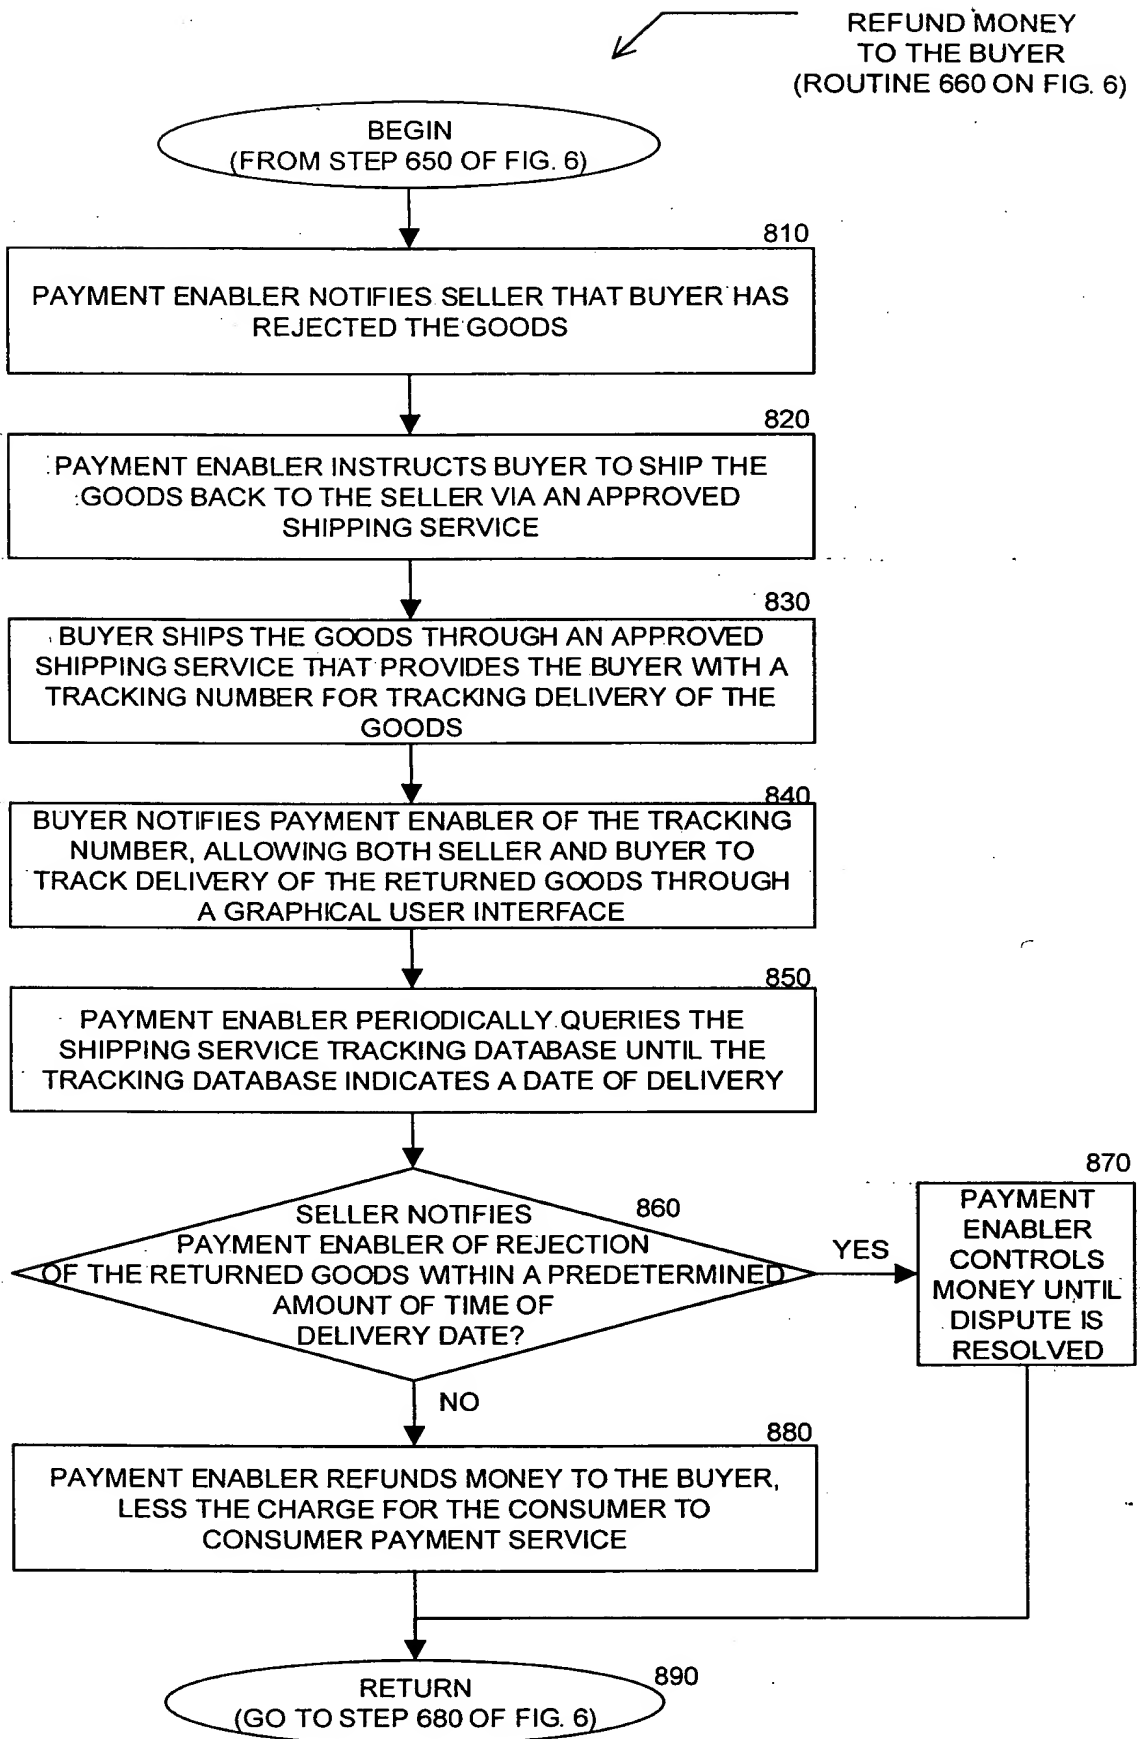 REFUND MONEY
TO THE BUYER
(ROUTINE 660 ON FIG. 6)
BEGIN
(FROM STEP 650 OF FIG. 6)
810
PAYMENT ENABLER NOTIFIES SELLER THAT BUYER HAS
REJECTED THE GOODS
820
PAYMENT ENABLER INSTRUCTS BUYER TO SHIP THE
GOODS BACK TO THE SELLER VIA AN APPROVED
SHIPPING SERVICE
830
BUYER SHIPS THE GOODS THROUGH AN APPROVED
SHIPPING SERVICE THAT PROVIDES THE BUYER WITH A
TRACKING NUMBER FOR TRACKING DELIVERY OF THE
GOODS
840
BUYER NOTIFIES PAYMENT ENABLER OF THE TRACKING
NUMBER, ALLOWING BOTH SELLER AND BUYER TO
TRACK DELIVERY OF THE RETURNED GOODS THROUGH
A GRAPHICAL USER INTERFACE
850
PAYMENT ENABLER PERIODICALLY QUERIES THE
SHIPPING SERVICE TRACKING DATABASE UNTIL THE
TRACKING DATABASE INDICATES A DATE OF DELIVERY
860
SELLER NOTIFIES
PAYMENT ENABLER OF REJECTION
OF THE RETURNED GOODS WITHIN A PREDETERMINED
AMOUNT OF TIME OF
DELIVERY DATE?
YES
870
PAYMENT
ENABLER
CONTROLS
MONEY UNTIL
DISPUTE IS
RESOLVED
NO
880
PAYMENT ENABLER REFUNDS MONEY TO THE BUYER,
LESS THE CHARGE FOR THE CONSUMER TO
CONSUMER PAYMENT SERVICE
890
RETURN
(GO TO STEP 680 OF FIG. 6)